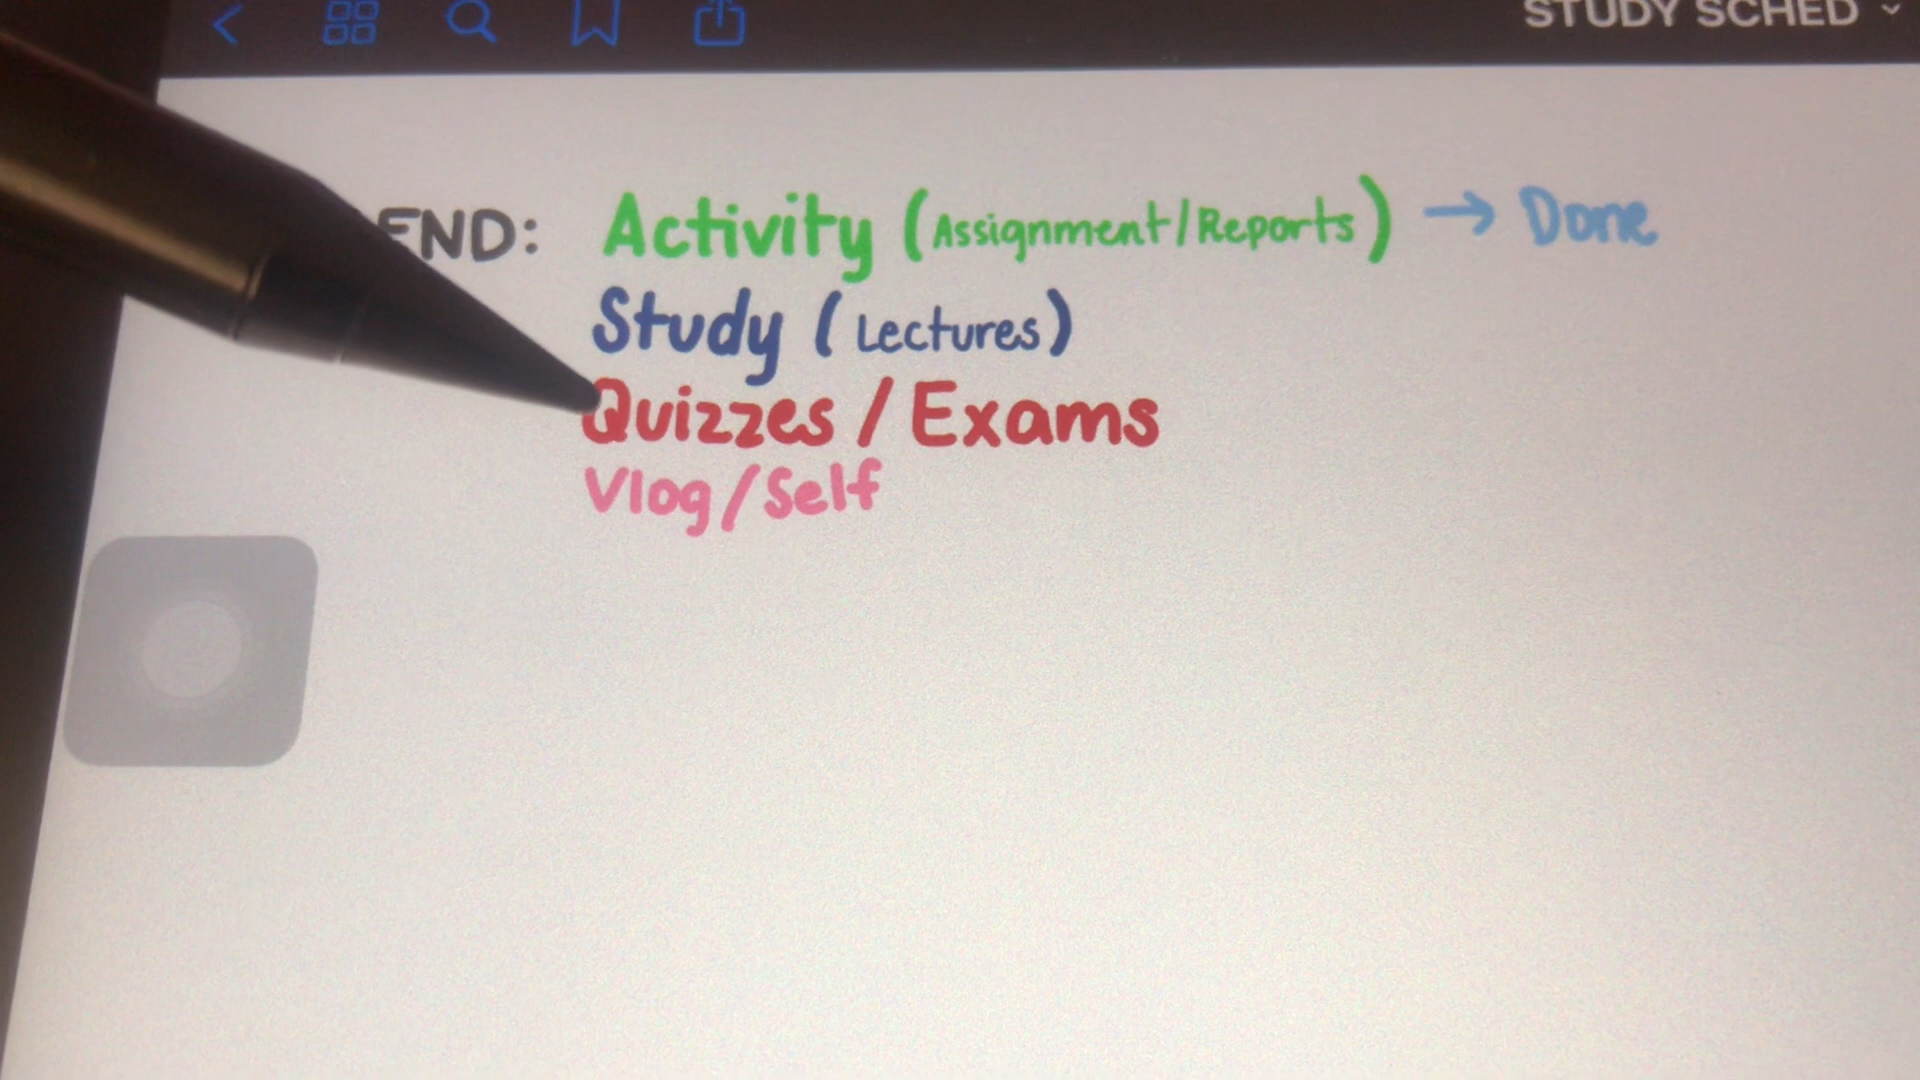 STUDY SCHED
END: Activity (Assignment/Reports) → Done
Study (Lectures)
Quizzes / Exams
Vlog/Self